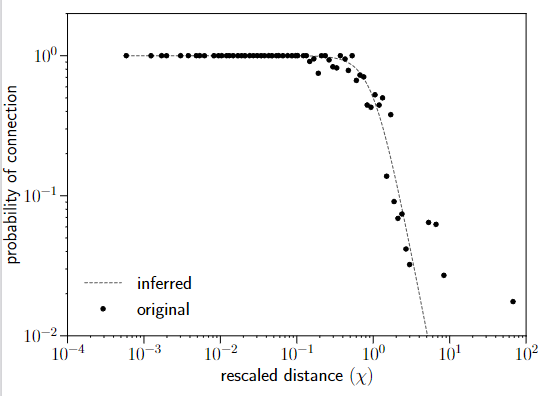 10⁰
10⁻¹
10⁻²
probability of connection
inferred
original
10⁻⁴ 10⁻³ 10⁻² 10⁻¹ 10⁰ 10¹ 10²
rescaled distance (χ)